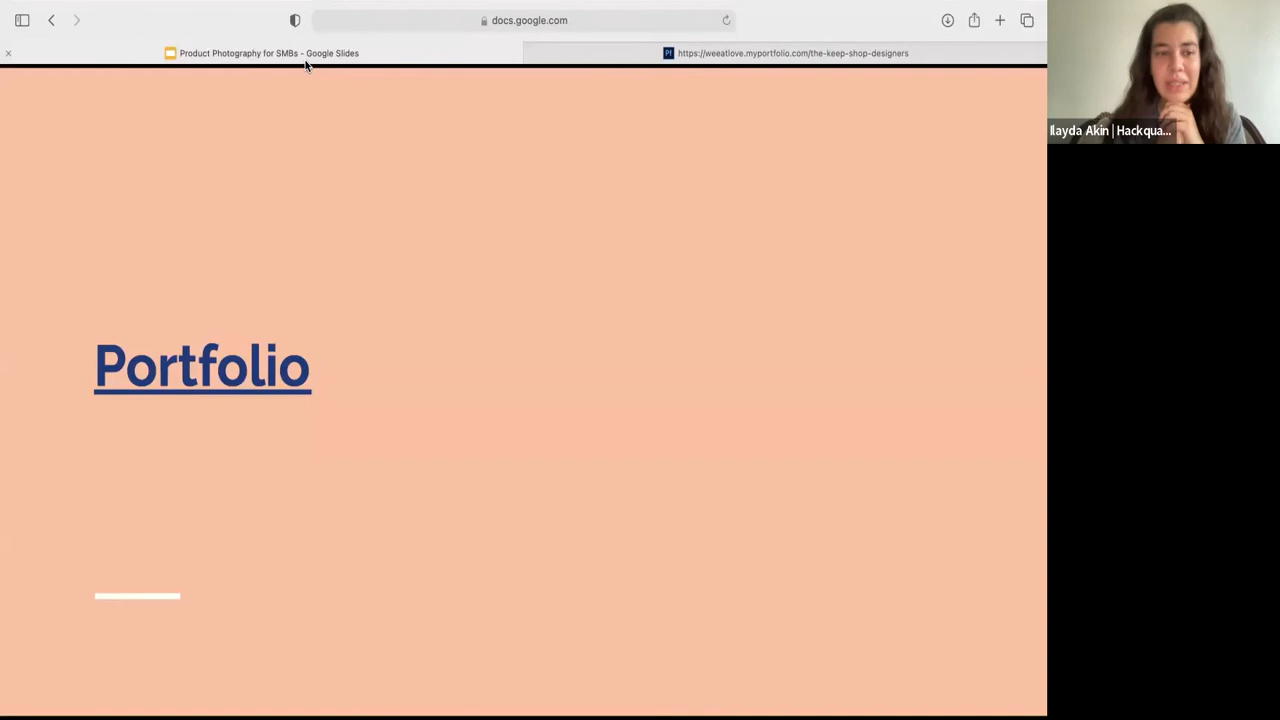 docs.google.com
Product Photography for SMBs - Google Slides
https://weeatlove.myportfolio.com/the-keep-shop-designers
Ilayda Akin | Hackqua...
Portfolio